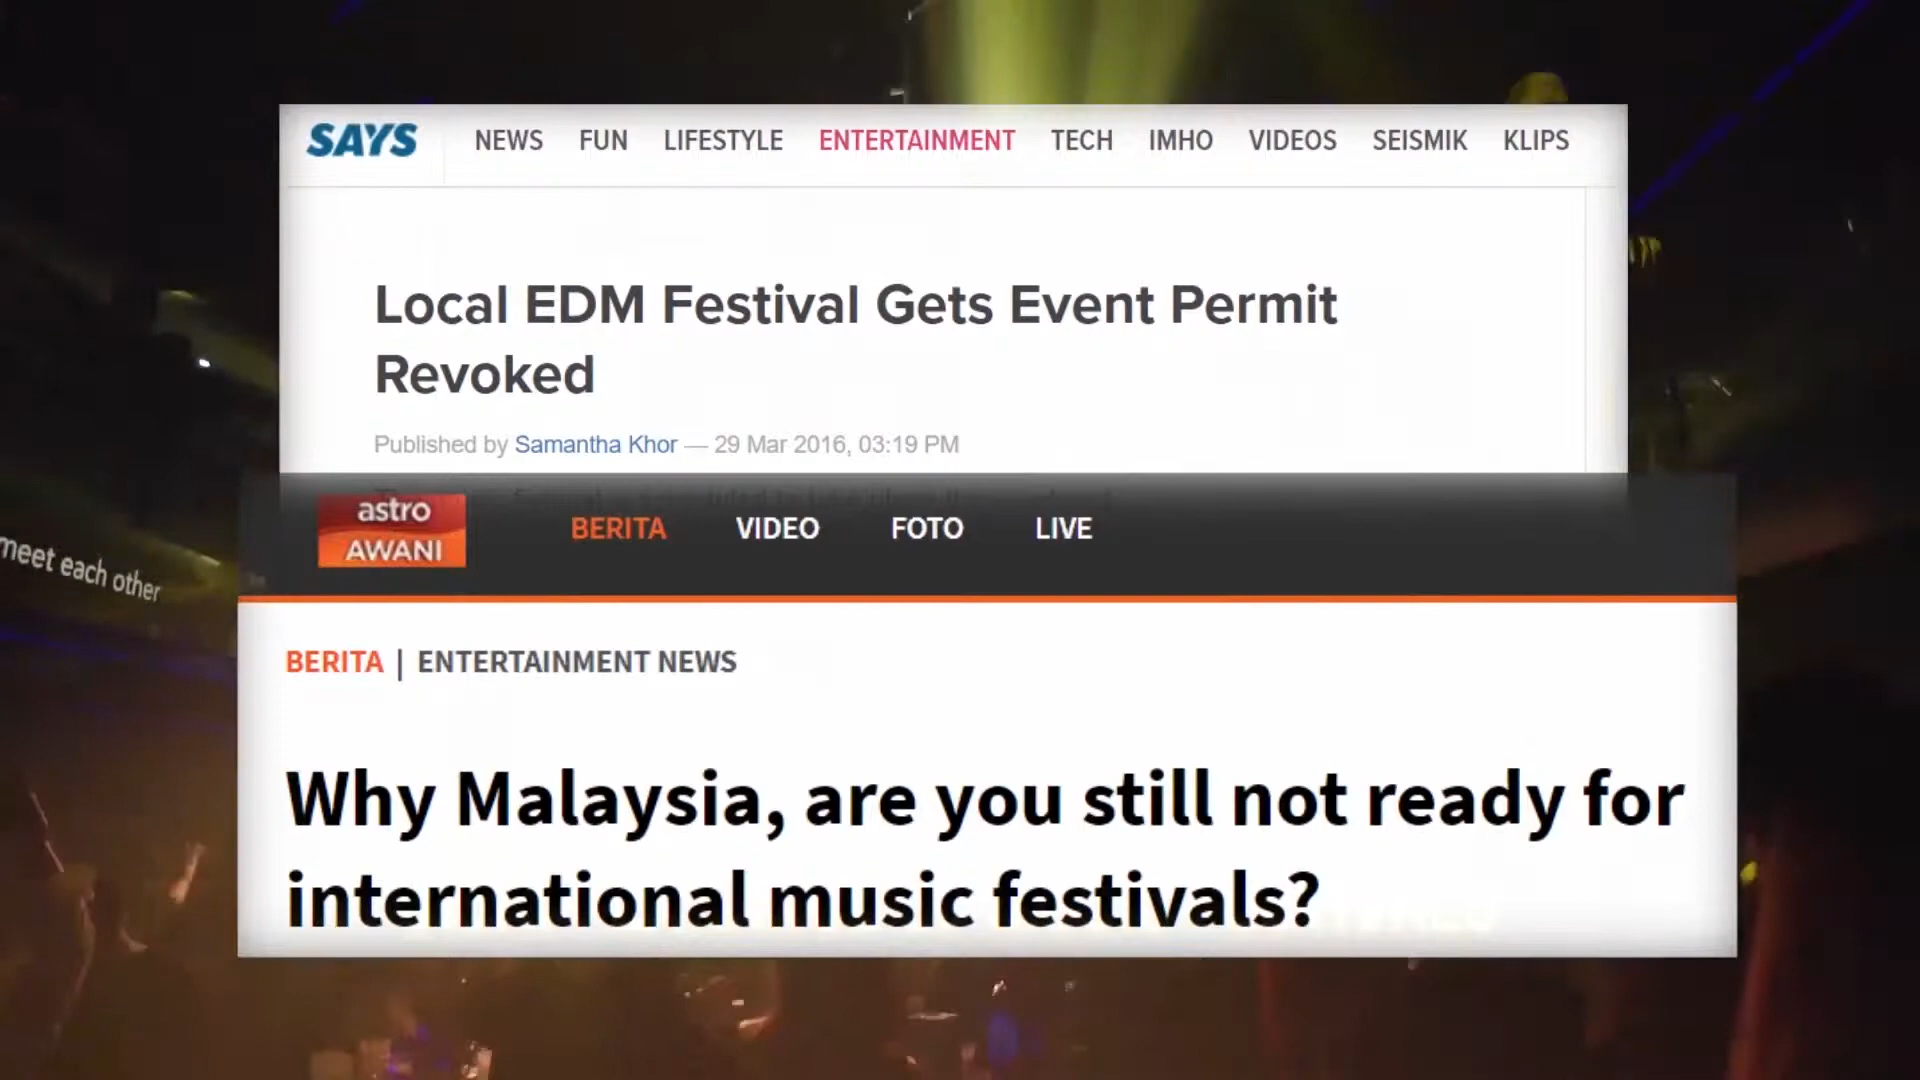 SAYS NEWS FUN LIFESTYLE ENTERTAINMENT TECH IMHO VIDEOS SEISMIK KLIPS
Local EDM Festival Gets Event Permit
Revoked
Published by Samantha Khor — 29 Mar 2016, 03:19 PM
astro
AWANI
BERITA VIDEO FOTO LIVE
meet each other
BERITA | ENTERTAINMENT NEWS
Why Malaysia, are you still not ready for
international music festivals?